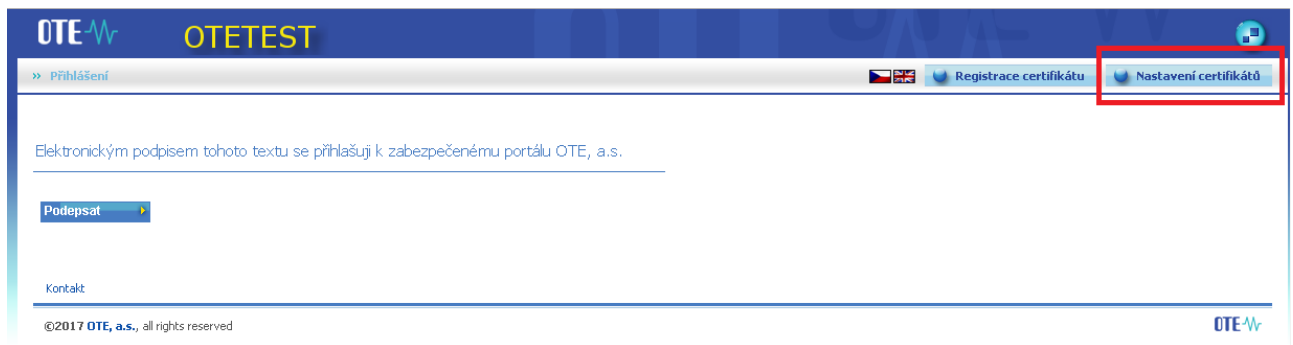 OTE OTETEST
» Přihlášení Registrace certifikátu Nastavení certifikátů
Elektronickým podpisem tohoto textu se přihlašuji k zabezpečenému portálu OTE, a.s.
Podepsat
Kontakt
©2017 OTE, a.s., all rights reserved OTE